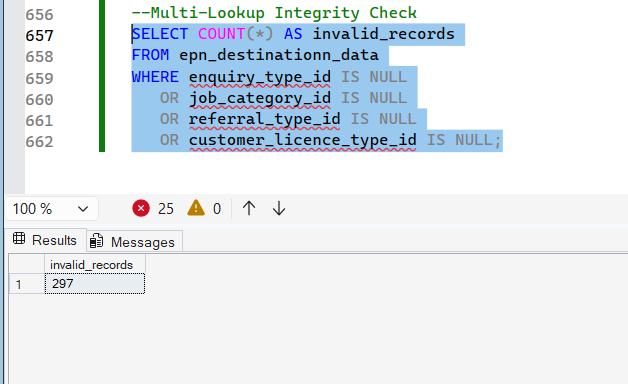 656 --Multi-Lookup Integrity Check
657 SELECT COUNT(*) AS invalid_records
658 FROM epn_destinationn_data
659 WHERE enquiry_type_id IS NULL
660 OR job_category_id IS NULL
661 OR referral_type_id IS NULL
662 OR customer_licence_type_id IS NULL;
100 % 25 0
Results Messages
invalid_records
1 297